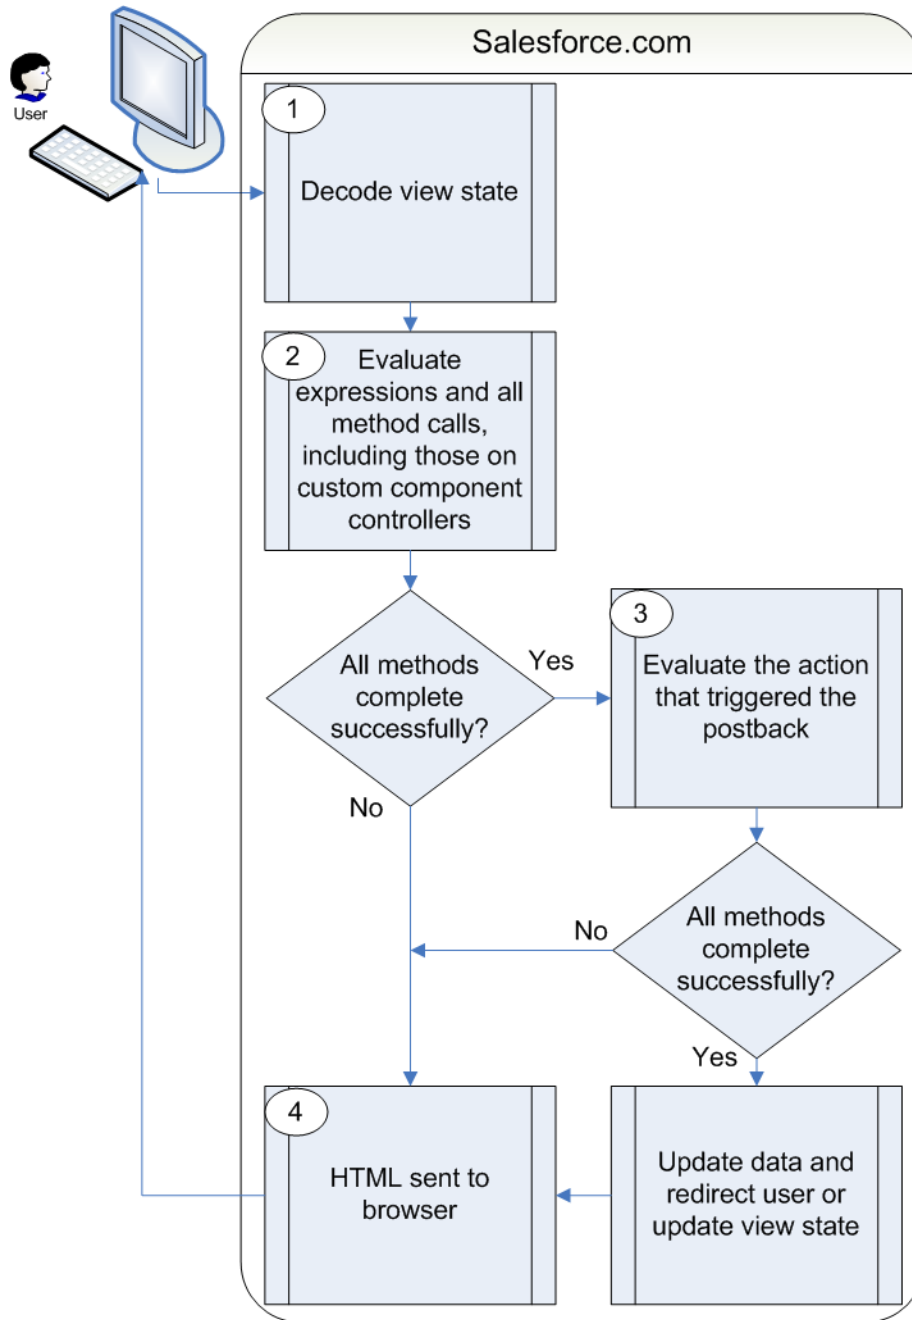 Salesforce.com
User
1
Decode view state
2
Evaluate
expressions and all
method calls,
including those on
custom component
controllers
All methods
complete
successfully?
Yes
No
3
Evaluate the action
that triggered the
postback
All methods
complete
successfully?
No
Yes
4
HTML sent to
browser
Update data and
redirect user or
update view state